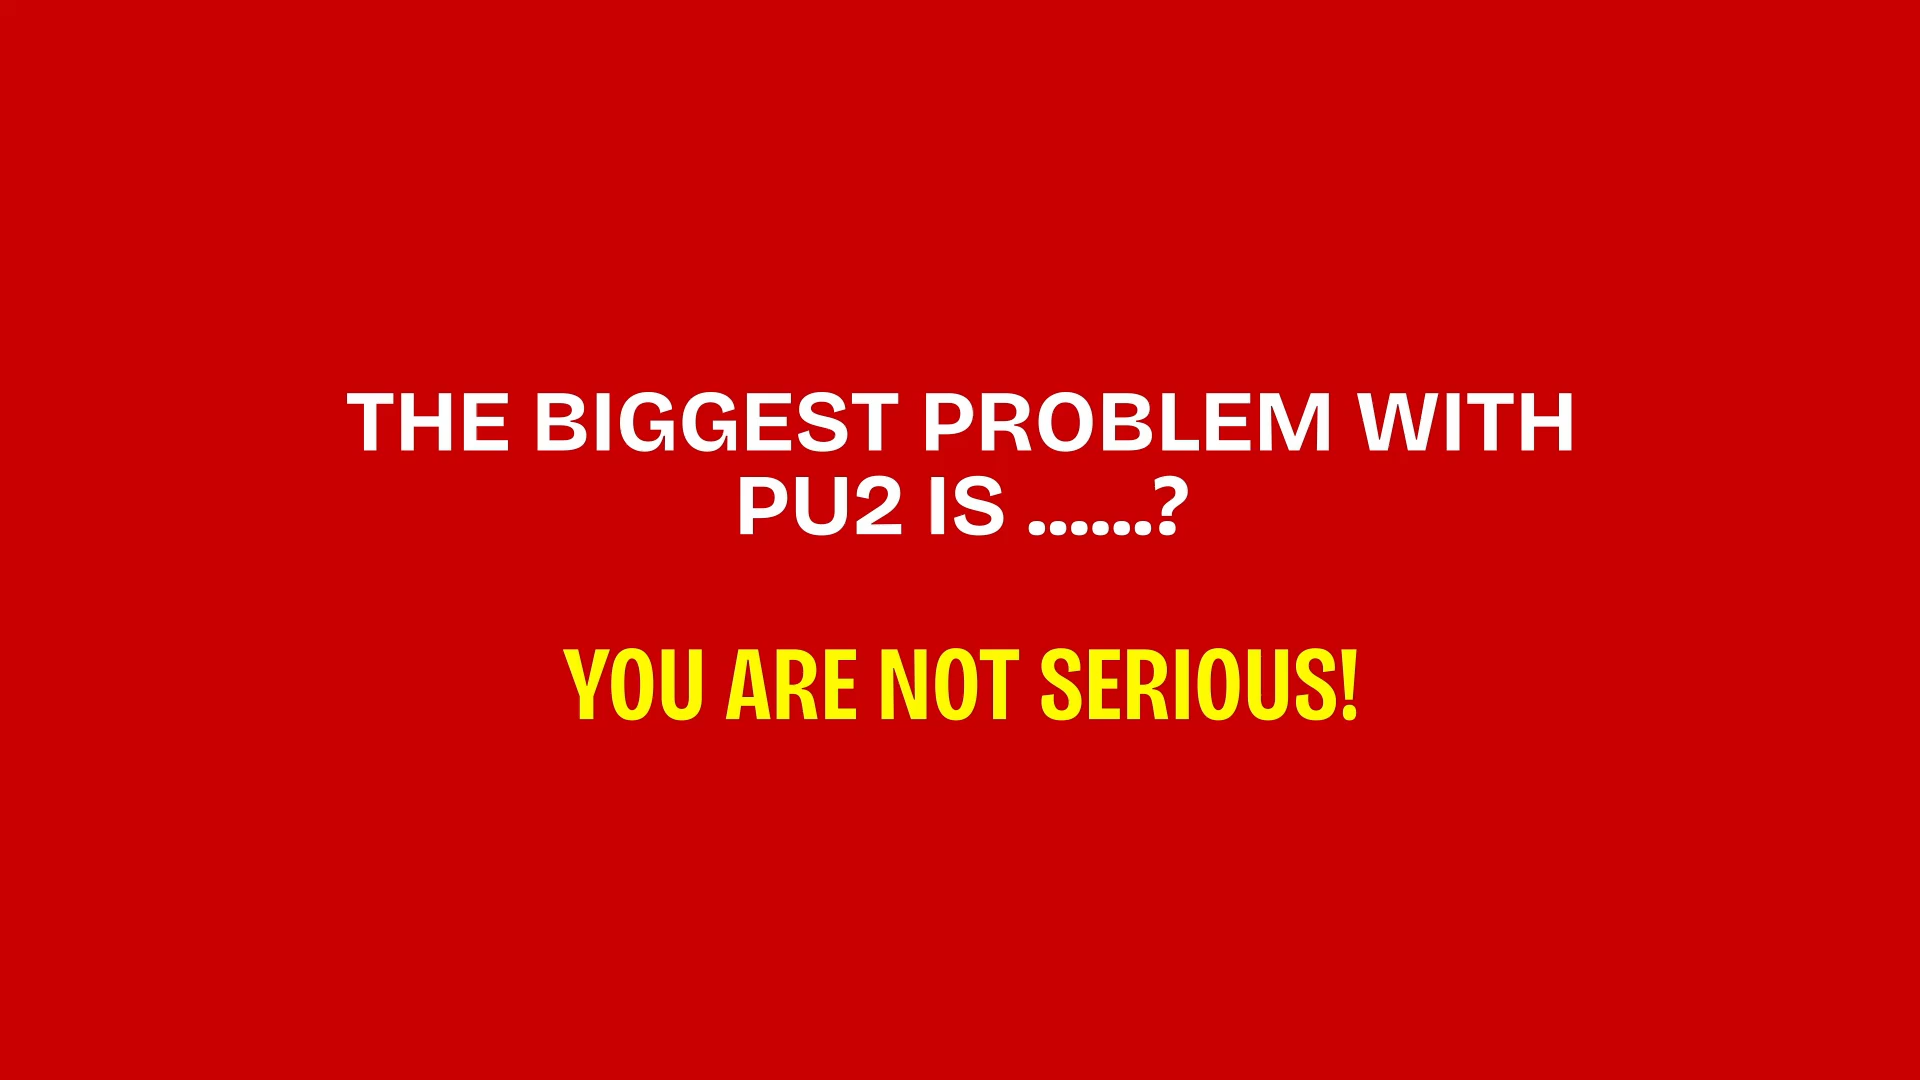 THE BIGGEST PROBLEM WITH
PU2 IS ......?
YOU ARE NOT SERIOUS!